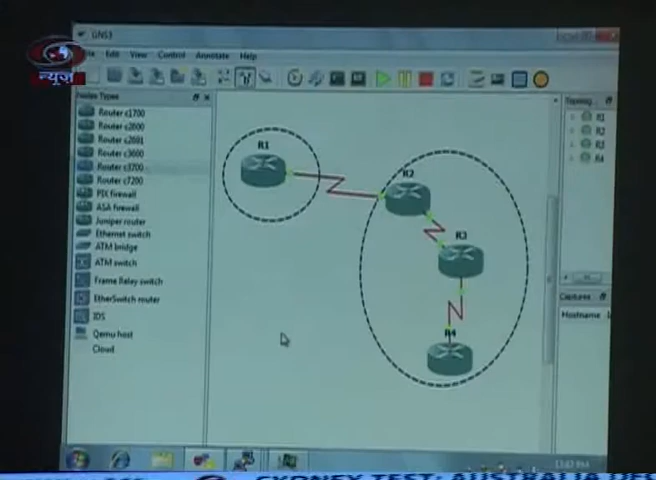 GNS3
Edit View Control Annotate Help
न्यूज़
Node Types
Router c1700
Router c2600
Router c2691
Router c3600
Router c3700
Router c7200
PIX firewall
ASA firewall
Juniper router
Ethernet switch
ATM bridge
ATM switch
Frame Relay switch
EtherSwitch router
IDS
Qemu host
Cloud
R1
R2
R3
R4
R1
R2
R3
R4
Captures
Hostname
SYDNEY TEST: AUSTRALIA DE